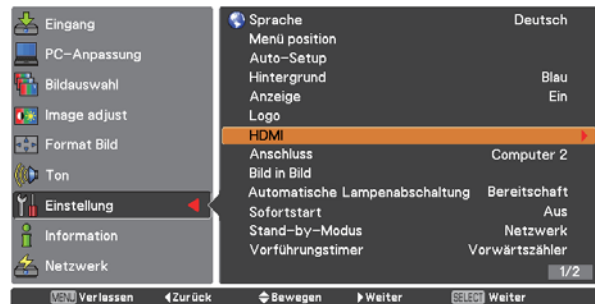 Eingang
PC-Anpassung
Bildauswahl
Image adjust
Format Bild
Ton
Einstellung
Information
Netzwerk
Sprache Deutsch
Menü position
Auto-Setup
Hintergrund Blau
Anzeige Ein
Logo
HDMI
Anschluss Computer 2
Bild in Bild
Automatische Lampenabschaltung Bereitschaft
Sofortstart Aus
Stand-by-Modus Netzwerk
Vorführungstimer Vorwärtszähler
1/2
MENU Verlassen Zurück Bewegen Weiter SELECT Weiter